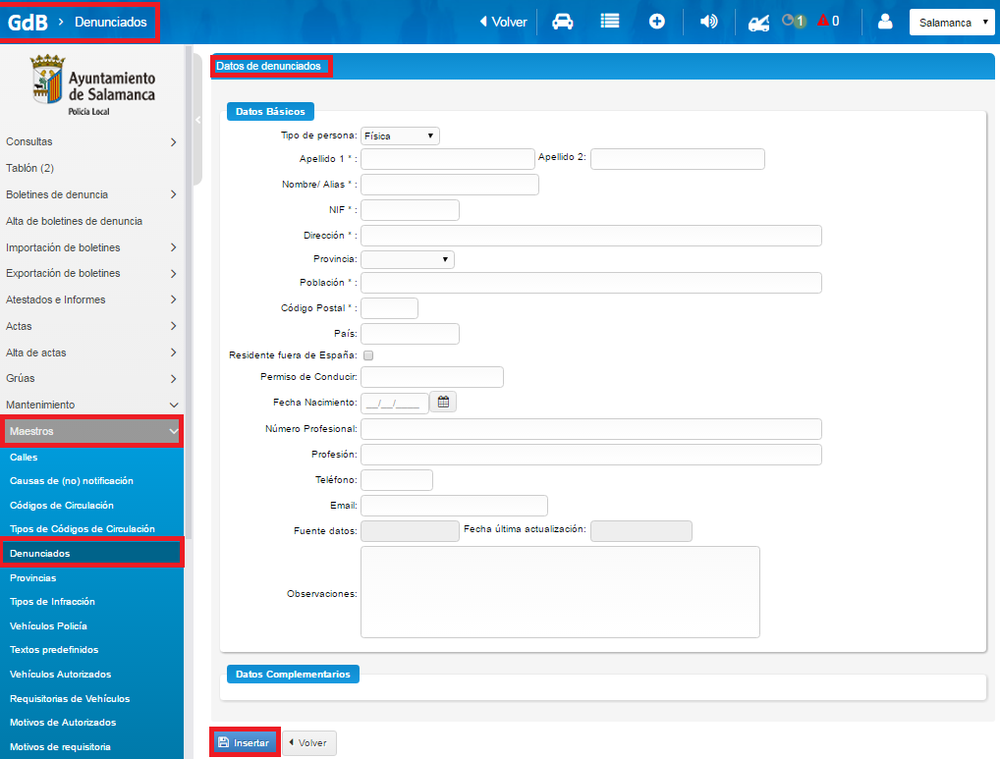 GdB > Denunciados
Volver
1
0
Salamanca
Ayuntamiento
de Salamanca
Policía Local
Consultas
Tablón (2)
Boletines de denuncia
Alta de boletines de denuncia
Importación de boletines
Exportación de boletines
Atestados e Informes
Actas
Alta de actas
Grúas
Mantenimiento
Maestros
Calles
Causas de (no) notificación
Códigos de Circulación
Tipos de Códigos de Circulación
Denunciados
Provincias
Tipos de Infracción
Vehículos Policía
Textos predefinidos
Vehículos Autorizados
Requisitorias de Vehículos
Motivos de Autorizados
Motivos de requisitoria
Datos de denunciados
Datos Básicos
Tipo de persona: Física
Apellido 1 * : Apellido 2:
Nombre/ Alias * :
NIF * :
Dirección * :
Provincia:
Población * :
Código Postal * :
País:
Residente fuera de España:
Permiso de Conducir:
Fecha Nacimiento: __/__/____
Número Profesional:
Profesión:
Teléfono:
Email:
Fuente datos: Fecha última actualización:
Observaciones:
Datos Complementarios
Insertar Volver